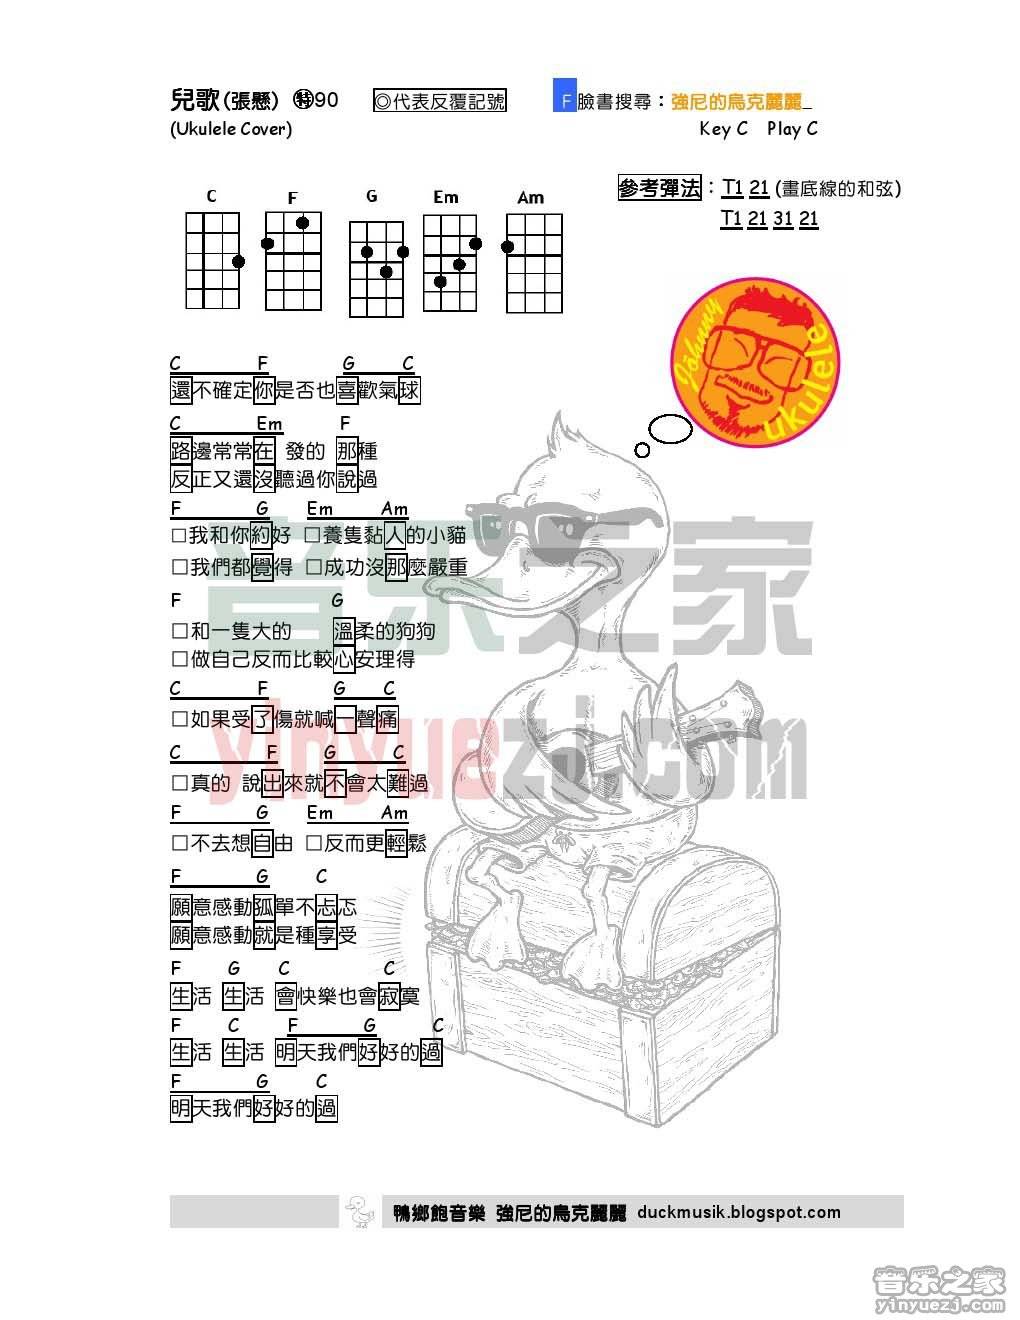 兒歌(張懸) ㊕90 ◎代表反覆記號 F 臉書搜尋：強尼的烏克麗麗_
(Ukulele Cover) Key C Play C
參考彈法：T1 21 (畫底線的和弦)
T1 21 31 21
C F G Em Am
Johnny ukulele
C F G C
還不確定你是否也喜歡氣球
C Em F
路邊常常在 發的 那種
反正又還沒聽過你說過
F G Em Am
□我和你約好 □養隻黏人的小貓
□我們都覺得 □成功沒那麼嚴重
F G
□和一隻大的 溫柔的狗狗
□做自己反而比較心安理得
C F G C
□如果受了傷就喊一聲痛
C F G C
□真的 說出來就不會太難過
F G Em Am
□不去想自由 □反而更輕鬆
F G C
願意感動孤單不忐忑
願意感動就是種享受
F G C C
生活 生活 會快樂也會寂寞
F C F G C
生活 生活 明天我們好好的過
F G C
明天我們好好的過
音乐之家
yinyuezj.com
鴨鄉飽音樂 強尼的烏克麗麗 duckmusik.blogspot.com
音乐之家
yinyuezj.com